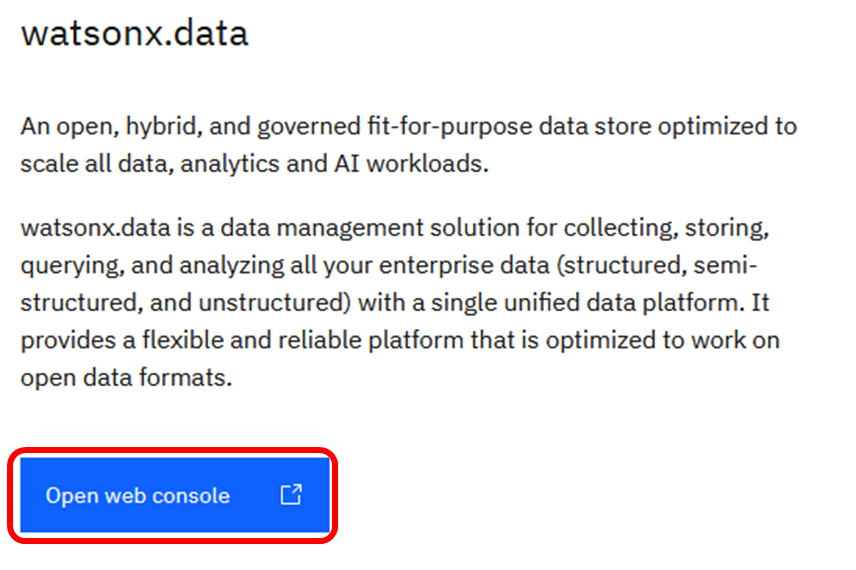 watsonx.data
An open, hybrid, and governed fit-for-purpose data store optimized to
scale all data, analytics and AI workloads.
watsonx.data is a data management solution for collecting, storing,
querying, and analyzing all your enterprise data (structured, semi-
structured, and unstructured) with a single unified data platform. It
provides a flexible and reliable platform that is optimized to work on
open data formats.
Open web console